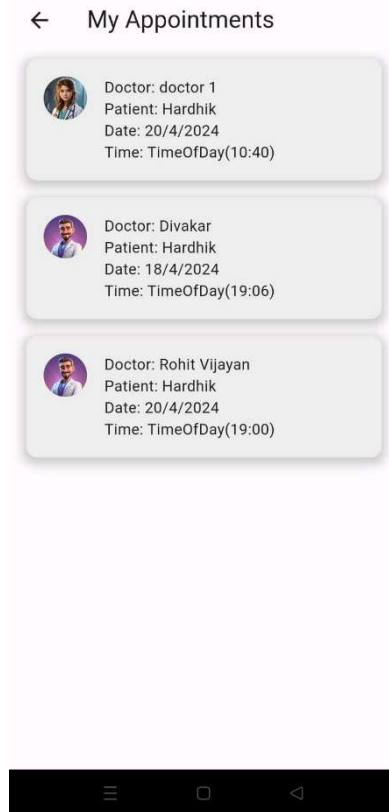 My Appointments
Doctor: doctor 1
Patient: Hardhik
Date: 20/4/2024
Time: TimeOfDay(10:40)
Doctor: Divakar
Patient: Hardhik
Date: 18/4/2024
Time: TimeOfDay(19:06)
Doctor: Rohit Vijayan
Patient: Hardhik
Date: 20/4/2024
Time: TimeOfDay(19:00)